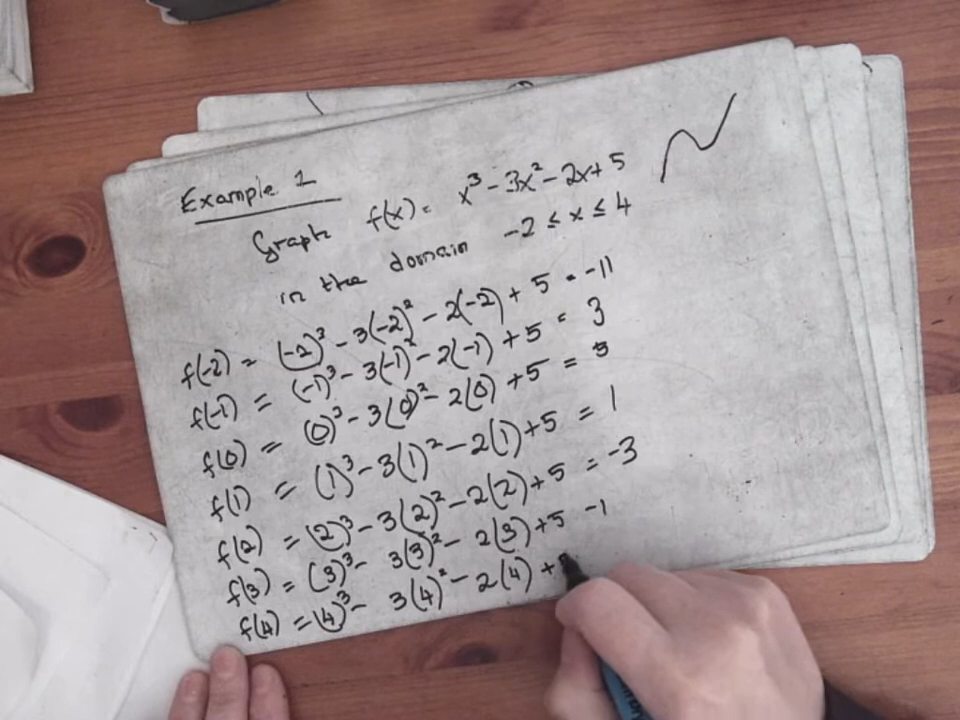 Example 1
Graph f(x) = x³ - 3x² - 2x + 5
in the domain -2 ≤ x ≤ 4
f(-2) = (-2)³ - 3(-2)² - 2(-2) + 5 = -11
f(-1) = (-1)³ - 3(-1)² - 2(-1) + 5 = 3
f(0) = (0)³ - 3(0)² - 2(0) + 5 = 5
f(1) = (1)³ - 3(1)² - 2(1) + 5 = 1
f(2) = (2)³ - 3(2)² - 2(2) + 5 = -3
f(3) = (3)³ - 3(3)² - 2(3) + 5 -1
f(4) = (4)³ - 3(4)² - 2(4) +